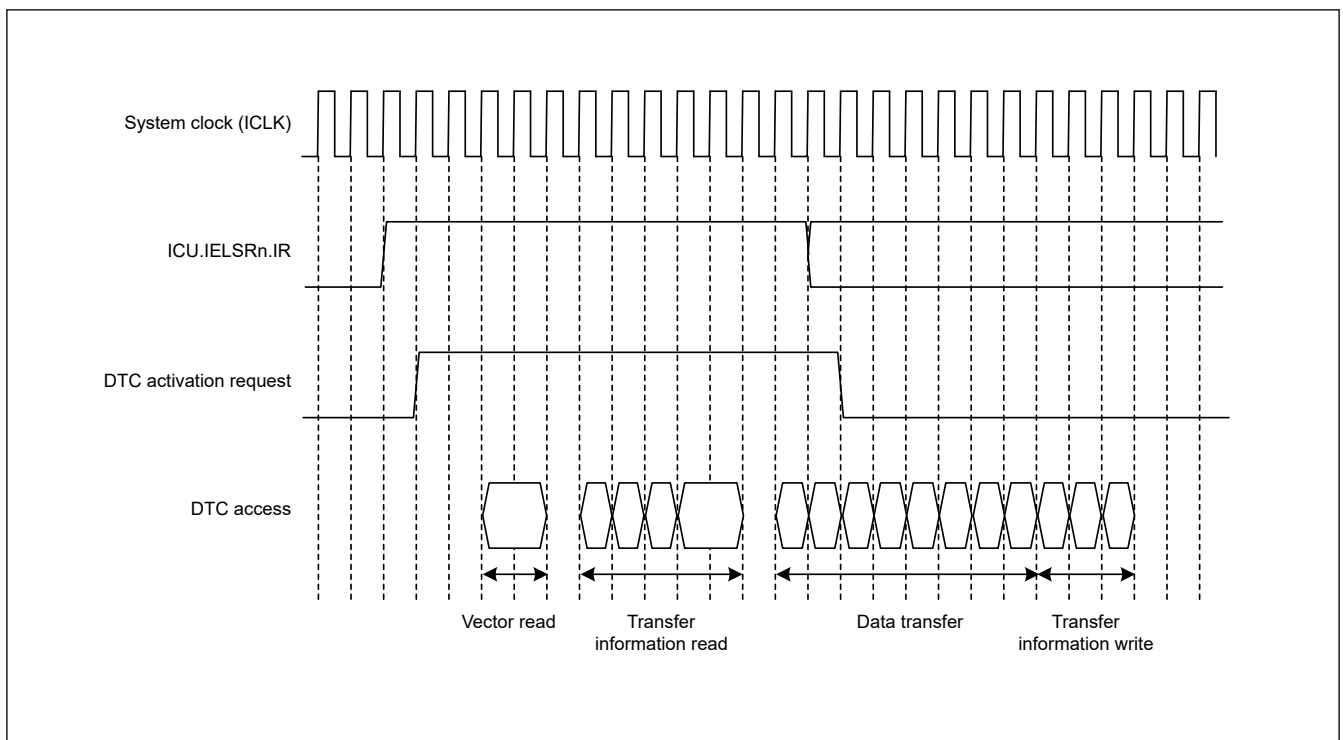 System clock (ICLK)
ICU.IELSRn.IR
DTC activation request
DTC access
Vector read
Transfer
information read
Data transfer
Transfer
information write